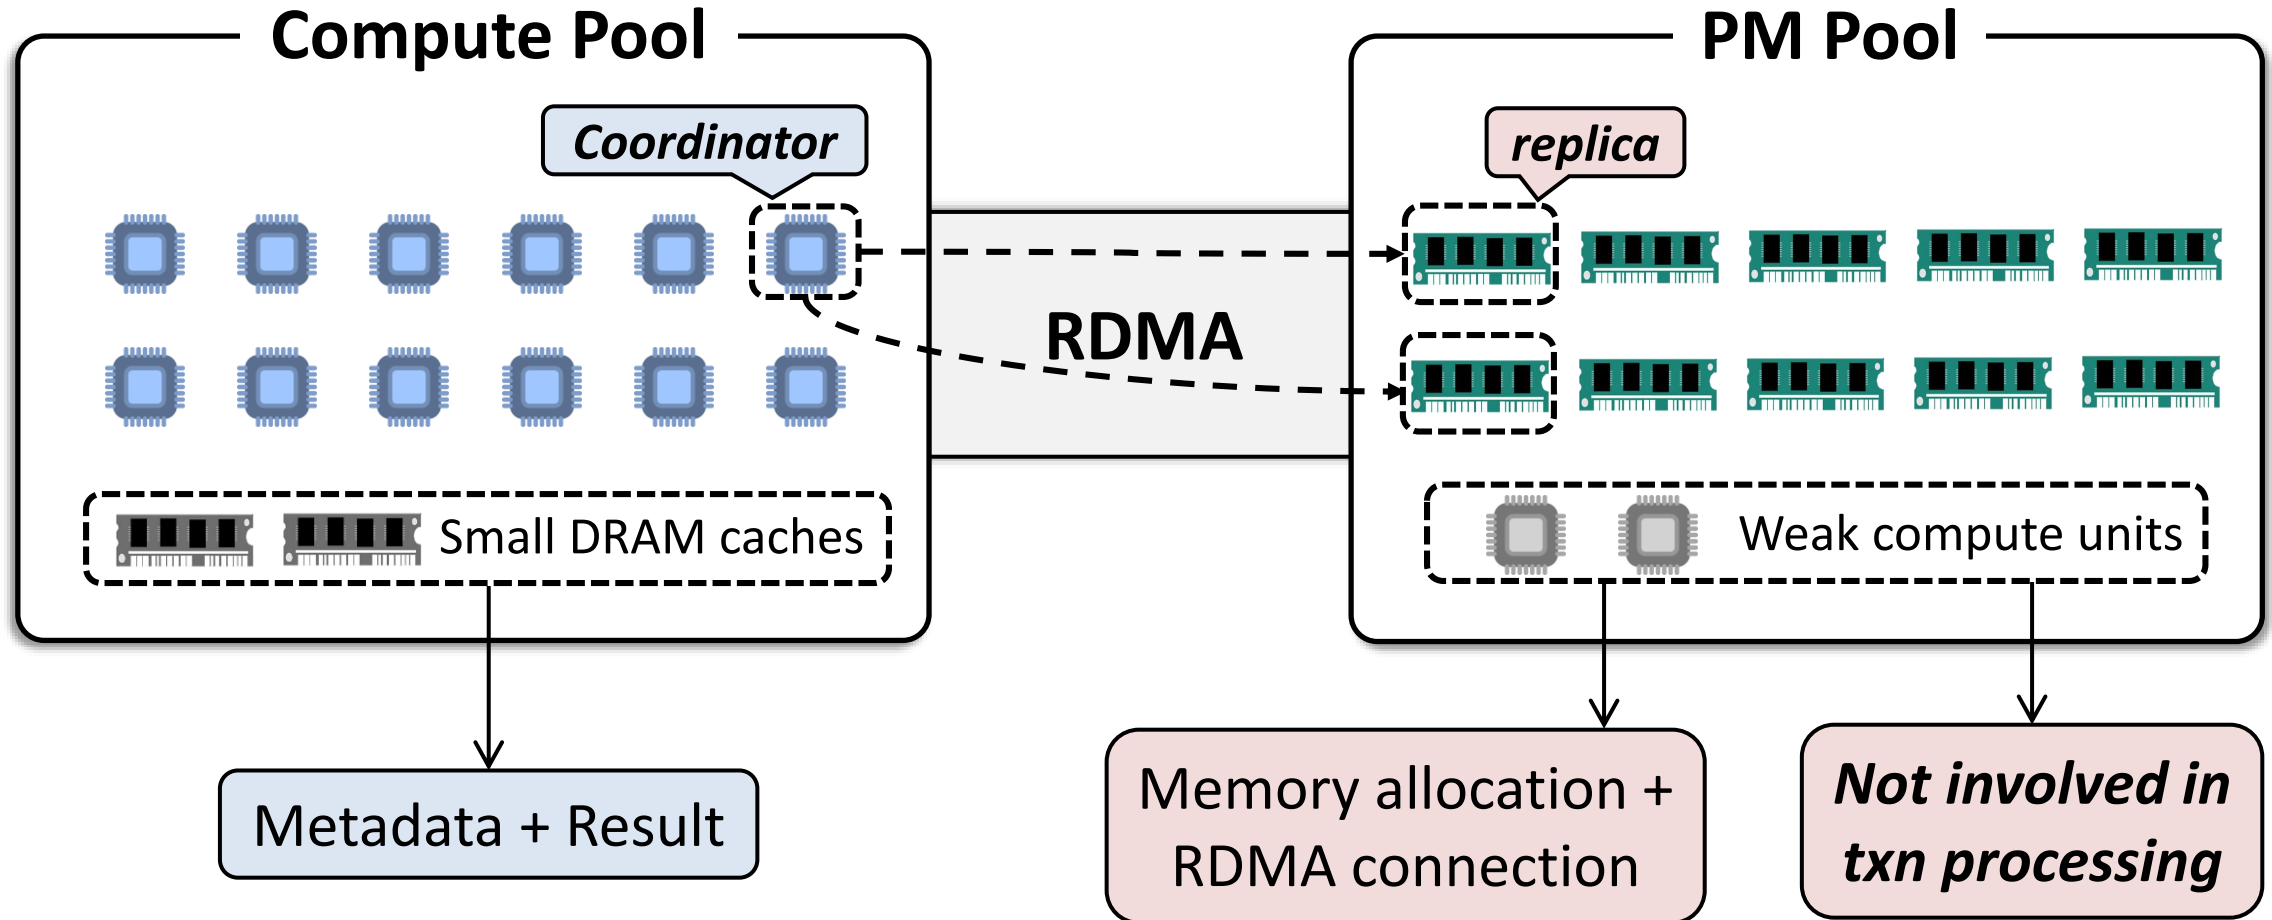 Compute Pool
PM Pool
Coordinator
replica
RDMA
Small DRAM caches
Weak compute units
Metadata + Result
Memory allocation +
RDMA connection
Not involved in
txn processing